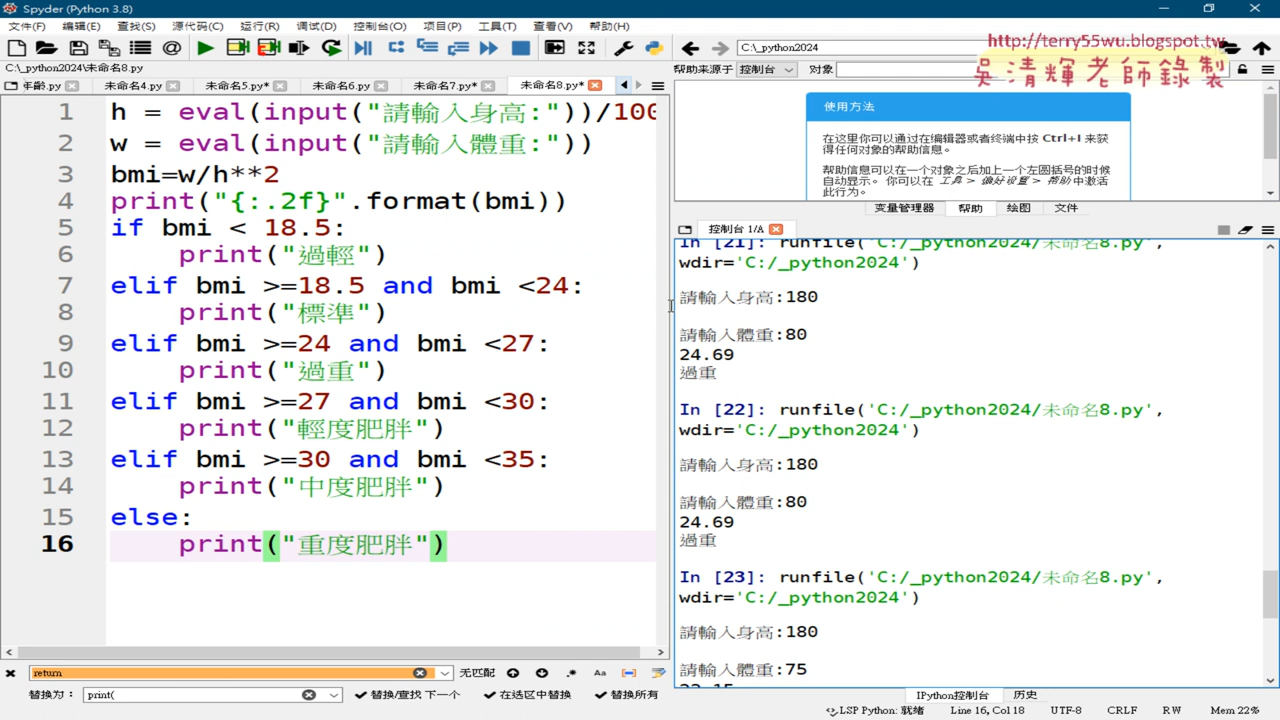 Spyder (Python 3.8)
文件(F) 编辑(E) 查找(S) 源代码(C) 运行(R) 调试(D) 控制台(O) 项目(P) 工具(T) 查看(V) 帮助(H)
C:\_python2024
http://terry55wu.blogspot.tw
吳清輝老師錄製
C:\_python2024\未命名8.py
帮助来源于 控制台 对象
年齡.py 未命名4.py 未命名5.py* 未命名6.py 未命名7.py* 未命名8.py*
1 h = eval(input("請輸入身高:"))/100
2 w = eval(input("請輸入體重:"))
3 bmi=w/h**2
4 print("{:.2f}".format(bmi))
5 if bmi < 18.5:
6 print("過輕")
7 elif bmi >=18.5 and bmi <24:
8 print("標準")
9 elif bmi >=24 and bmi <27:
10 print("過重")
11 elif bmi >=27 and bmi <30:
12 print("輕度肥胖")
13 elif bmi >=30 and bmi <35:
14 print("中度肥胖")
15 else:
16 print("重度肥胖")
使用方法
在这里你可以通过在编辑器或者终端中按 Ctrl+I 来获
得任何对象的帮助信息。
帮助信息可以在一个对象之后加上一个左圆括号的时候
自动显示。 你可以在 工具 > 偏好设置 > 帮助 中激活
此行为。
变量管理器 帮助 绘图 文件
控制台 1/A
In [21]: runfile('C:/_python2024/未命名8.py',
wdir='C:/_python2024')
請輸入身高:180
請輸入體重:80
24.69
過重
In [22]: runfile('C:/_python2024/未命名8.py',
wdir='C:/_python2024')
請輸入身高:180
請輸入體重:80
24.69
過重
In [23]: runfile('C:/_python2024/未命名8.py',
wdir='C:/_python2024')
請輸入身高:180
請輸入體重:75
23.15
return 无匹配 Aa
替换为: print( 替换/查找 下一个 在选区中替换 替换所有
IPython控制台 历史
LSP Python: 就绪 Line 16, Col 18 UTF-8 CRLF RW Mem 22%